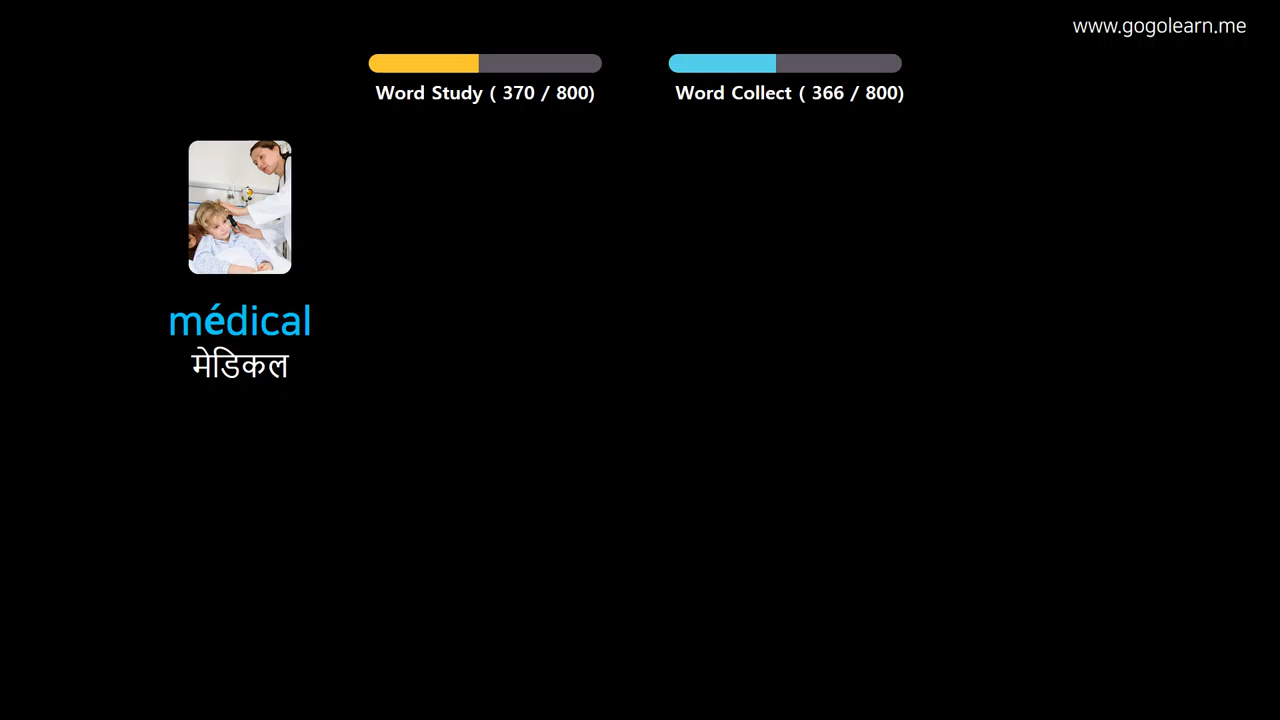 www.gogolearn.me
Word Study ( 370 / 800)
Word Collect ( 366 / 800)
médical
मेडिकल